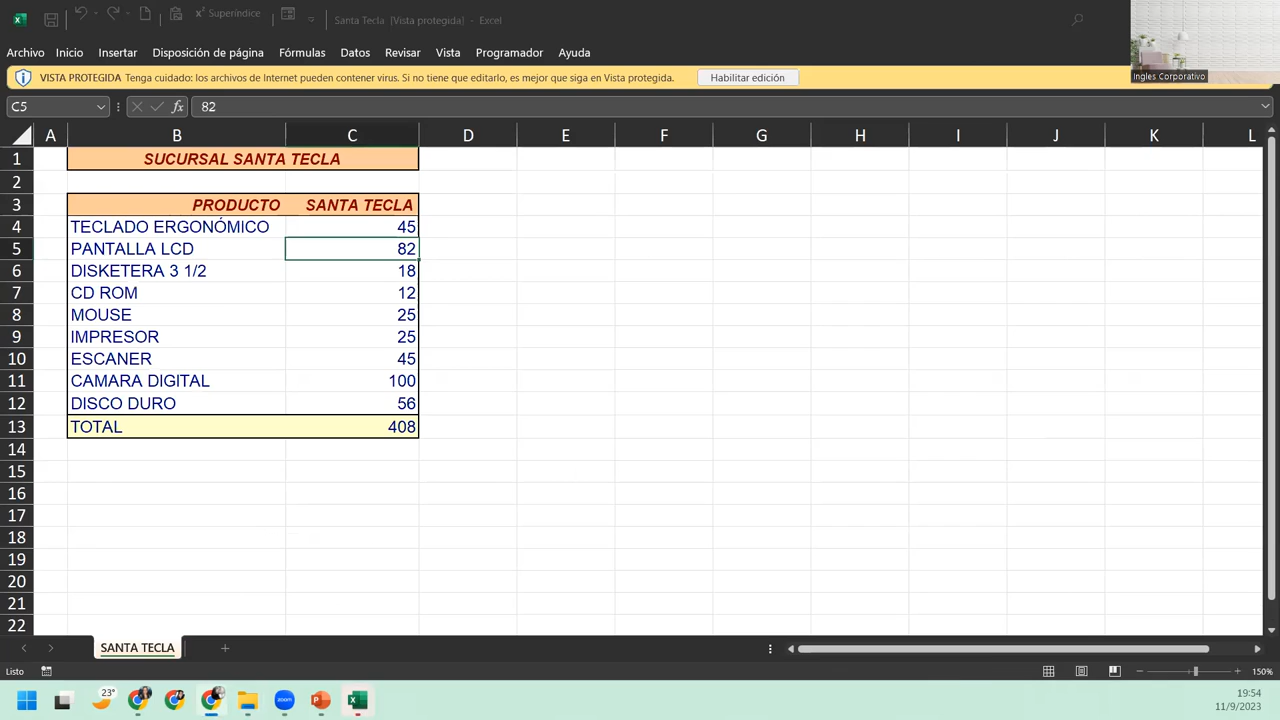 Superíndice
Santa Tecla [Vista protegida] - Excel
Archivo Inicio Insertar Disposición de página Fórmulas Datos Revisar Vista Programador Ayuda
VISTA PROTEGIDA Tenga cuidado: los archivos de Internet pueden contener virus. Si no tiene que editarlo, es mejor que siga en Vista protegida. Habilitar edición
Ingles Corporativo
C5 fx 82
A B C D E F G H I J K L
1 SUCURSAL SANTA TECLA
2
3 PRODUCTO SANTA TECLA
4 TECLADO ERGONÓMICO 45
5 PANTALLA LCD 82
6 DISKETERA 3 1/2 18
7 CD ROM 12
8 MOUSE 25
9 IMPRESOR 25
10 ESCANER 45
11 CAMARA DIGITAL 100
12 DISCO DURO 56
13 TOTAL 408
14
15
16
17
18
19
20
21
22
SANTA TECLA
Listo 150%
23° zoom 19:54
11/9/2023